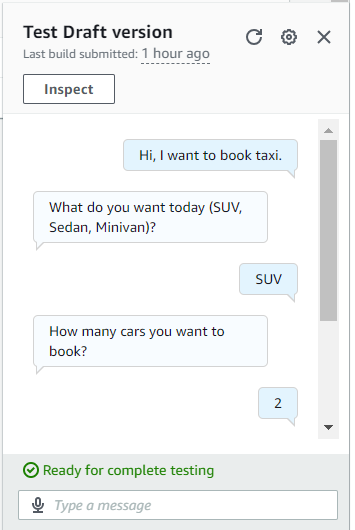 Test Draft version
Last build submitted: 1 hour ago
Inspect
Hi, I want to book taxi.
What do you want today (SUV,
Sedan, Minivan)?
SUV
How many cars you want to
book?
2
Ready for complete testing
Type a message